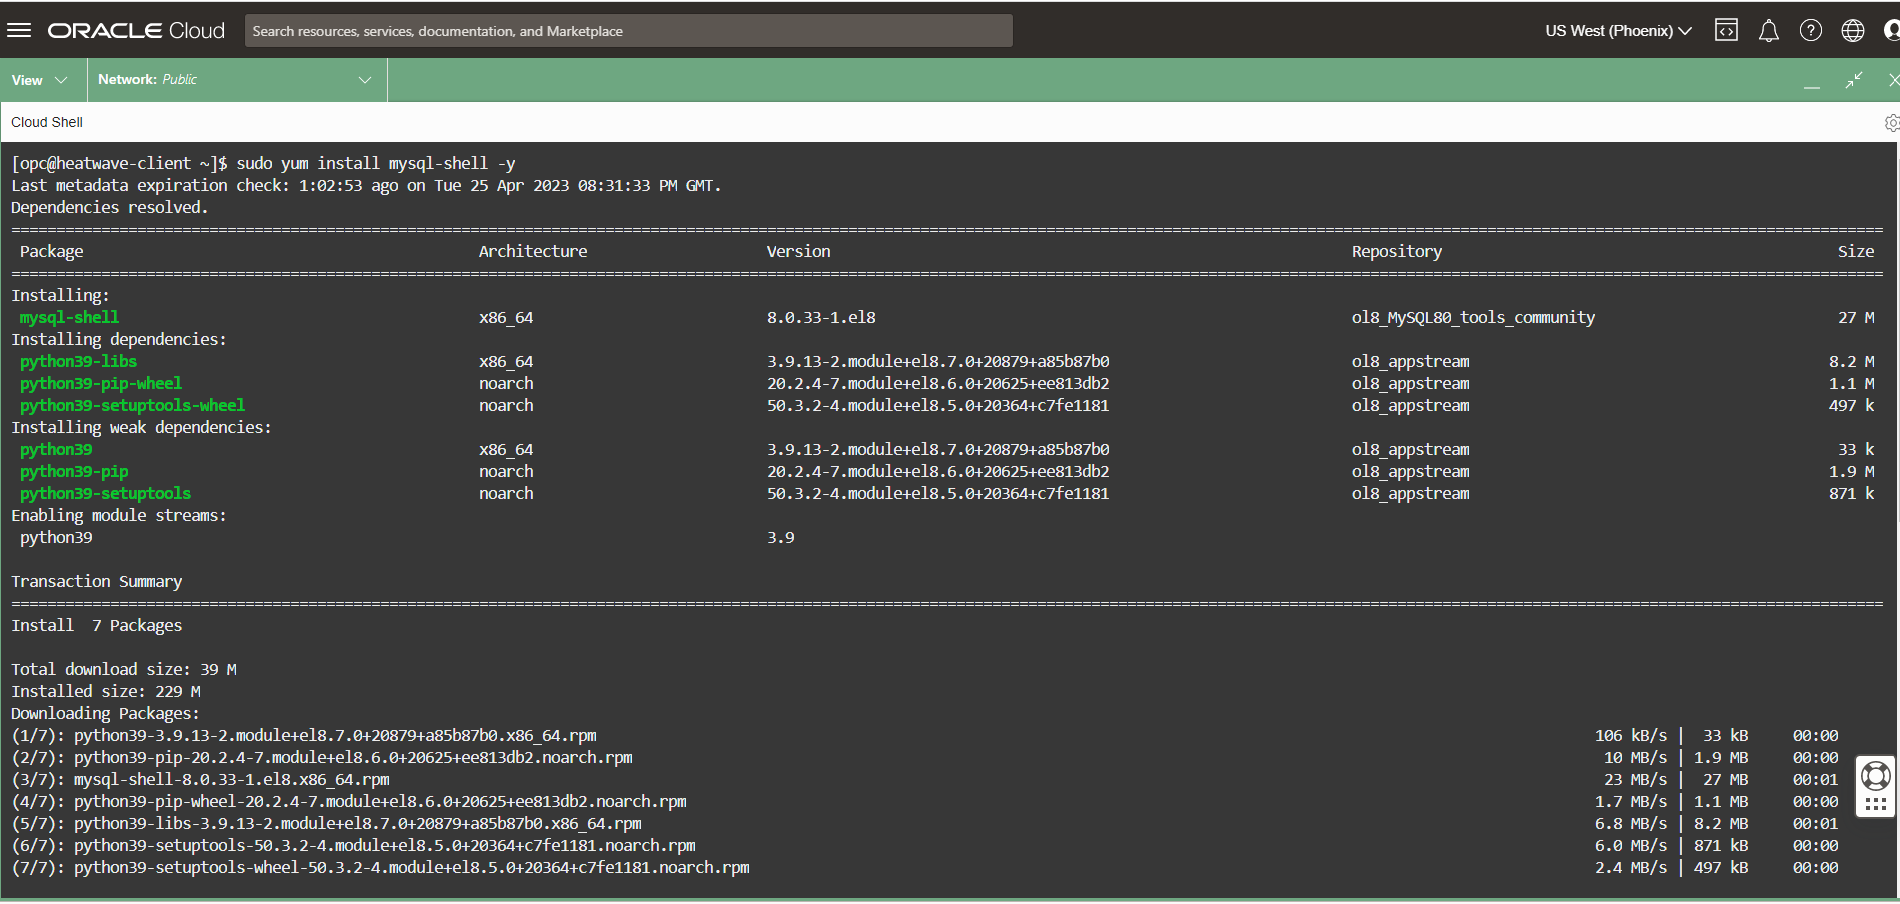 ORACLE Cloud
Search resources, services, documentation, and Marketplace
US West (Phoenix)
View
Network: Public
Cloud Shell
[opc@heatwave-client ~]$ sudo yum install mysql-shell -y
Last metadata expiration check: 1:02:53 ago on Tue 25 Apr 2023 08:31:33 PM GMT.
Dependencies resolved.
Package Architecture Version Repository Size
Installing:
mysql-shell x86_64 8.0.33-1.el8 ol8_MySQL80_tools_community 27 M
Installing dependencies:
python39-libs x86_64 3.9.13-2.module+el8.7.0+20879+a85b87b0 ol8_appstream 8.2 M
python39-pip-wheel noarch 20.2.4-7.module+el8.6.0+20625+ee813db2 ol8_appstream 1.1 M
python39-setuptools-wheel noarch 50.3.2-4.module+el8.5.0+20364+c7fe1181 ol8_appstream 497 k
Installing weak dependencies:
python39 x86_64 3.9.13-2.module+el8.7.0+20879+a85b87b0 ol8_appstream 33 k
python39-pip noarch 20.2.4-7.module+el8.6.0+20625+ee813db2 ol8_appstream 1.9 M
python39-setuptools noarch 50.3.2-4.module+el8.5.0+20364+c7fe1181 ol8_appstream 871 k
Enabling module streams:
python39 3.9
Transaction Summary
Install 7 Packages
Total download size: 39 M
Installed size: 229 M
Downloading Packages:
(1/7): python39-3.9.13-2.module+el8.7.0+20879+a85b87b0.x86_64.rpm 106 kB/s | 33 kB 00:00
(2/7): python39-pip-20.2.4-7.module+el8.6.0+20625+ee813db2.noarch.rpm 10 MB/s | 1.9 MB 00:00
(3/7): mysql-shell-8.0.33-1.el8.x86_64.rpm 23 MB/s | 27 MB 00:01
(4/7): python39-pip-wheel-20.2.4-7.module+el8.6.0+20625+ee813db2.noarch.rpm 1.7 MB/s | 1.1 MB 00:00
(5/7): python39-libs-3.9.13-2.module+el8.7.0+20879+a85b87b0.x86_64.rpm 6.8 MB/s | 8.2 MB 00:01
(6/7): python39-setuptools-50.3.2-4.module+el8.5.0+20364+c7fe1181.noarch.rpm 6.0 MB/s | 871 kB 00:00
(7/7): python39-setuptools-wheel-50.3.2-4.module+el8.5.0+20364+c7fe1181.noarch.rpm 2.4 MB/s | 497 kB 00:00